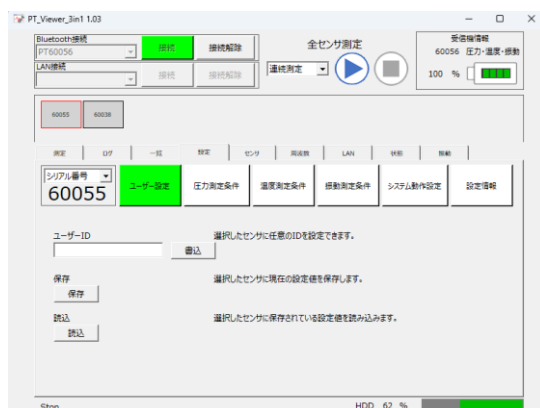 PT_Viewer_3in1 1.03
Bluetooth接続
PT60056
接続
接続解除
LAN接続
接続
接続解除
全センサ測定
連続測定
受信機情報
60056 圧力・温度・振動
100 %
60055
60038
測定
ログ
一覧
設定
センサ
周波数
LAN
状態
移動
シリアル番号
60055
ユーザー設定
圧力測定条件
温度測定条件
振動測定条件
システム動作設定
設定情報
ユーザーID
選択したセンサに任意のIDを設定できます。
書込
保存
選択したセンサに現在の設定値を保存します。
保存
読込
選択したセンサに保存されている設定値を読み込みます。
読込
Stop
HDD 62 %